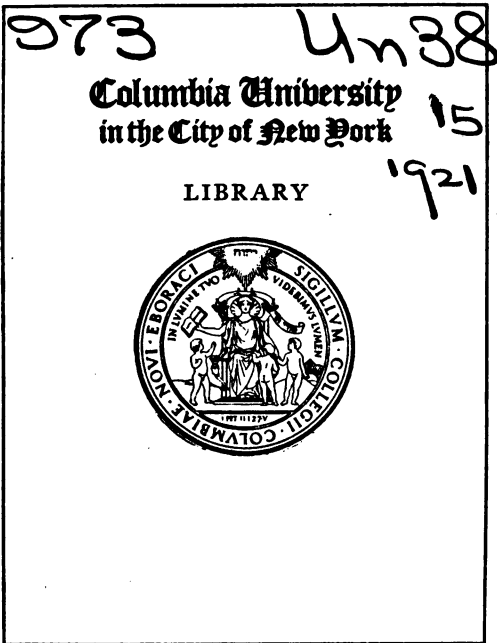 973 Un38
Columbia University
in the City of New York
15
1921
LIBRARY
SIGILLVM · COLLEGII · COLVMBIAE · NOVI · EBORACI
IN LVMINE TVO VIDEBIMVS LVMEN